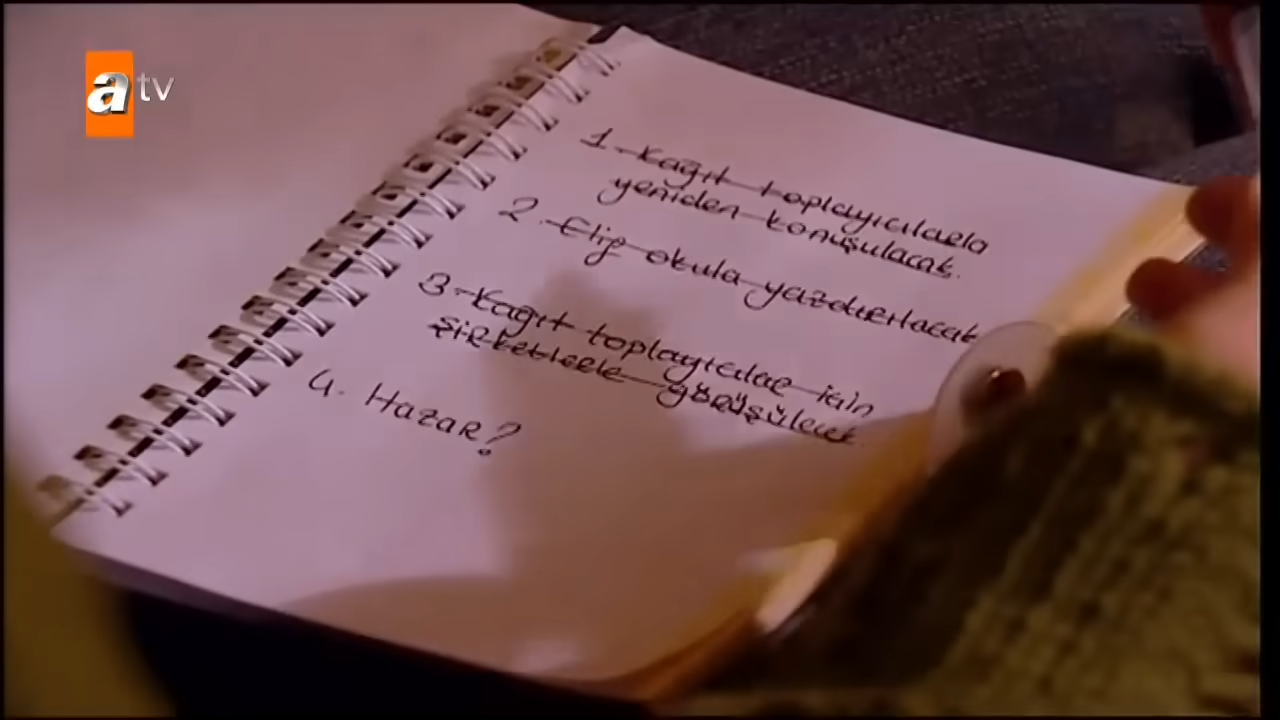 atv
1. Kağıt toplayıcılarla
yeniden konuşulacak.
2. Elif okula yazdırılacak
3. Kağıt toplayıcılar için
şirketlerle görüşülecek.
4. Hazar?